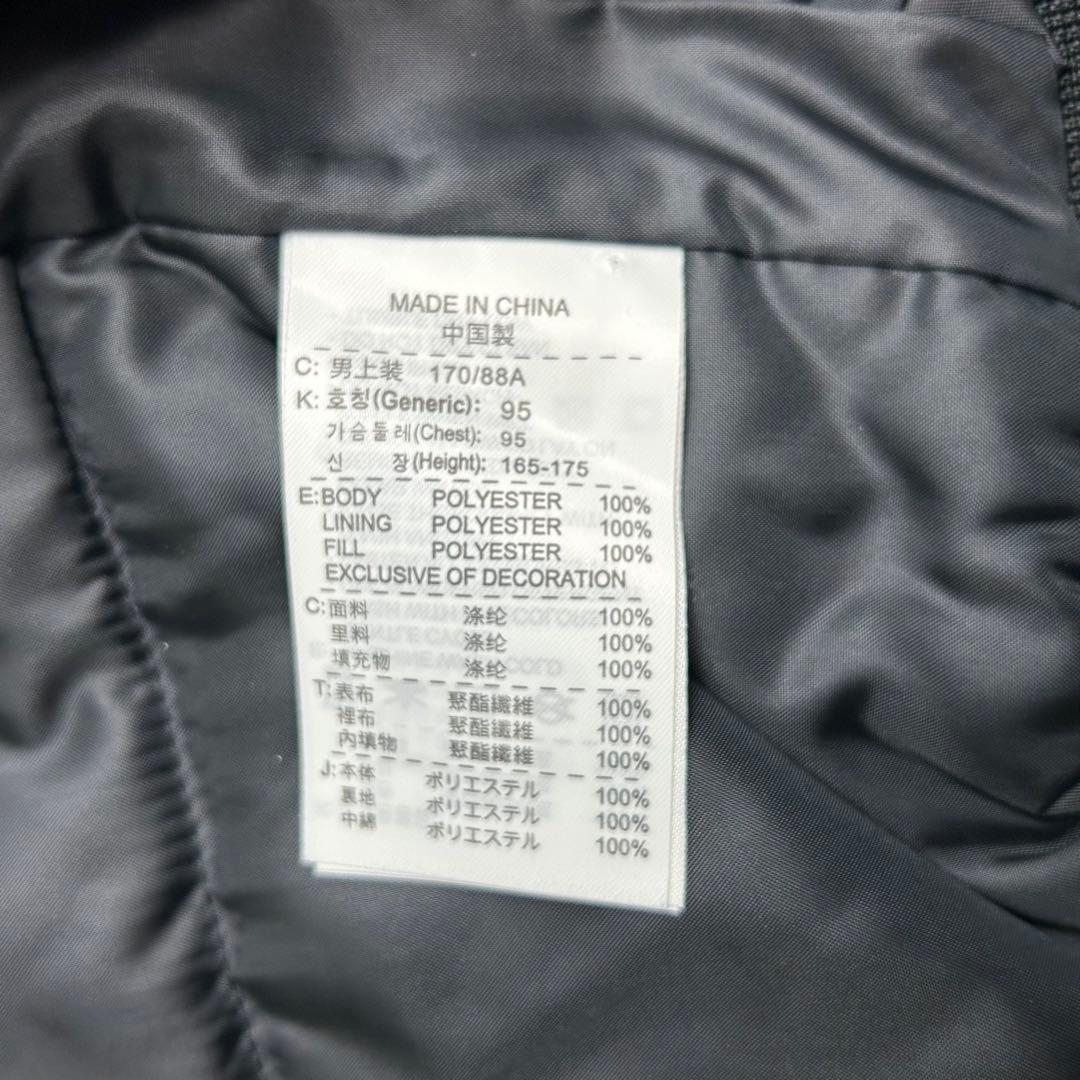 MADE IN CHINA
中国製
C: 男上装 170/88A
K: 호칭(Generic): 95
가슴둘레(Chest): 95
신 장(Height): 165-175
E:BODY POLYESTER 100%
LINING POLYESTER 100%
FILL POLYESTER 100%
EXCLUSIVE OF DECORATION
C:面料 涤纶 100%
里料 涤纶 100%
填充物 涤纶 100%
T:表布 聚酯纖維 100%
裡布 聚酯纖維 100%
內填物 聚酯纖維 100%
J:本体 ポリエステル 100%
裏地 ポリエステル 100%
中綿 ポリエステル 100%